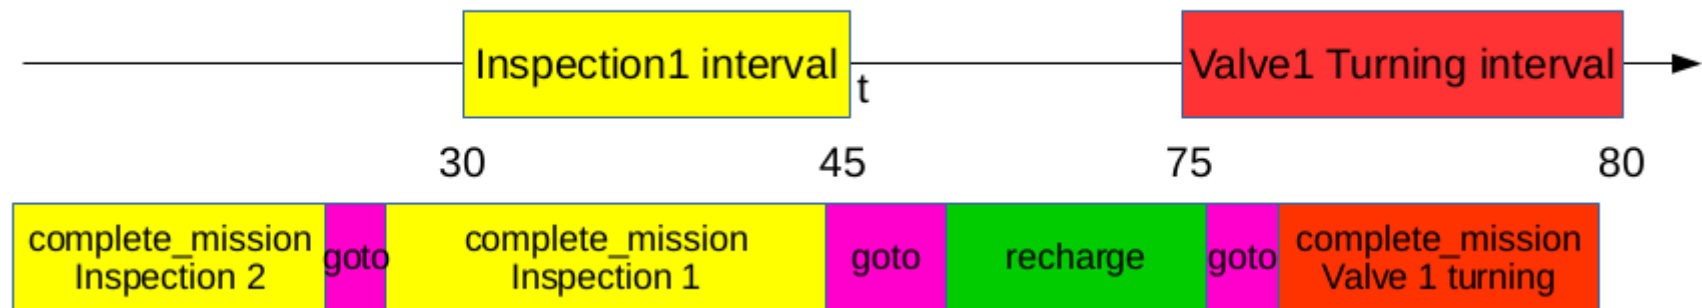 Inspection1 interval
Valve1 Turning interval
t
30
45
75
80
complete_mission
Inspection 2
goto
complete_mission
Inspection 1
goto
recharge
goto
complete_mission
Valve 1 turning